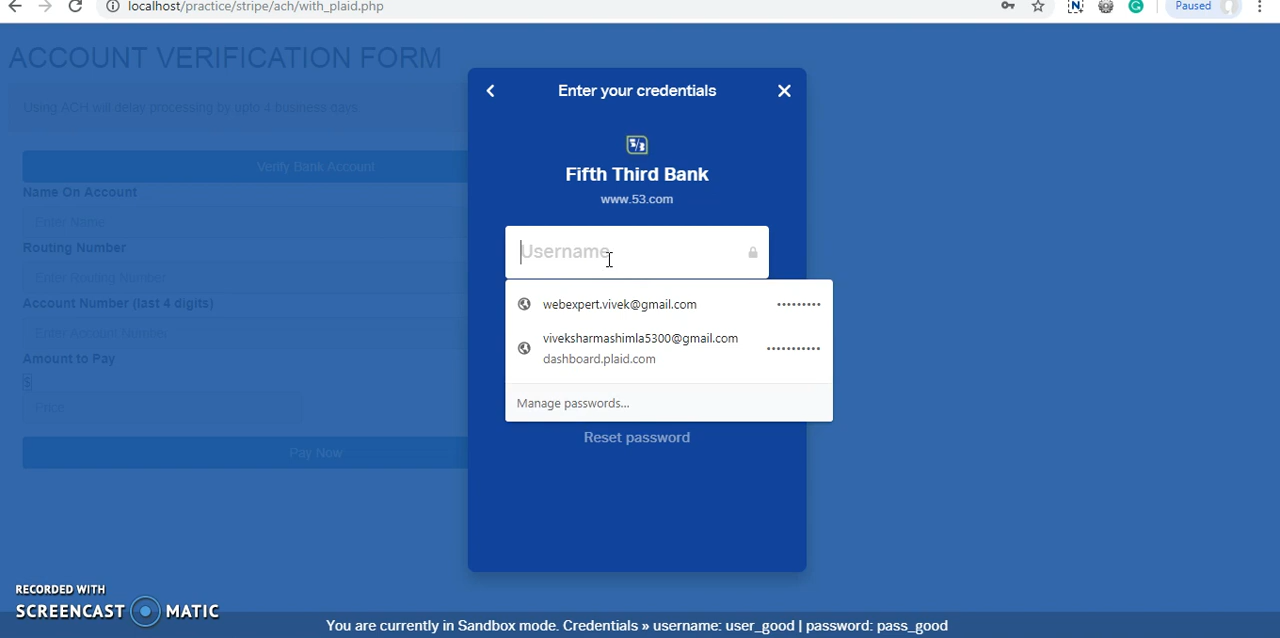 localhost/practice/stripe/ach/with_plaid.php
Paused
ACCOUNT VERIFICATION FORM
Using ACH will delay processing by upto 4 business days.
Verify Bank Account
Name On Account
Enter Name
Routing Number
Enter Routing Number
Account Number (last 4 digits)
Enter Account Number
Amount to Pay
$
Price
Pay Now
Enter your credentials
Fifth Third Bank
www.53.com
Username
webexpert.vivek@gmail.com
viveksharmashimla5300@gmail.com
dashboard.plaid.com
Manage passwords...
Reset password
RECORDED WITH
SCREENCAST MATIC
You are currently in Sandbox mode. Credentials » username: user_good | password: pass_good